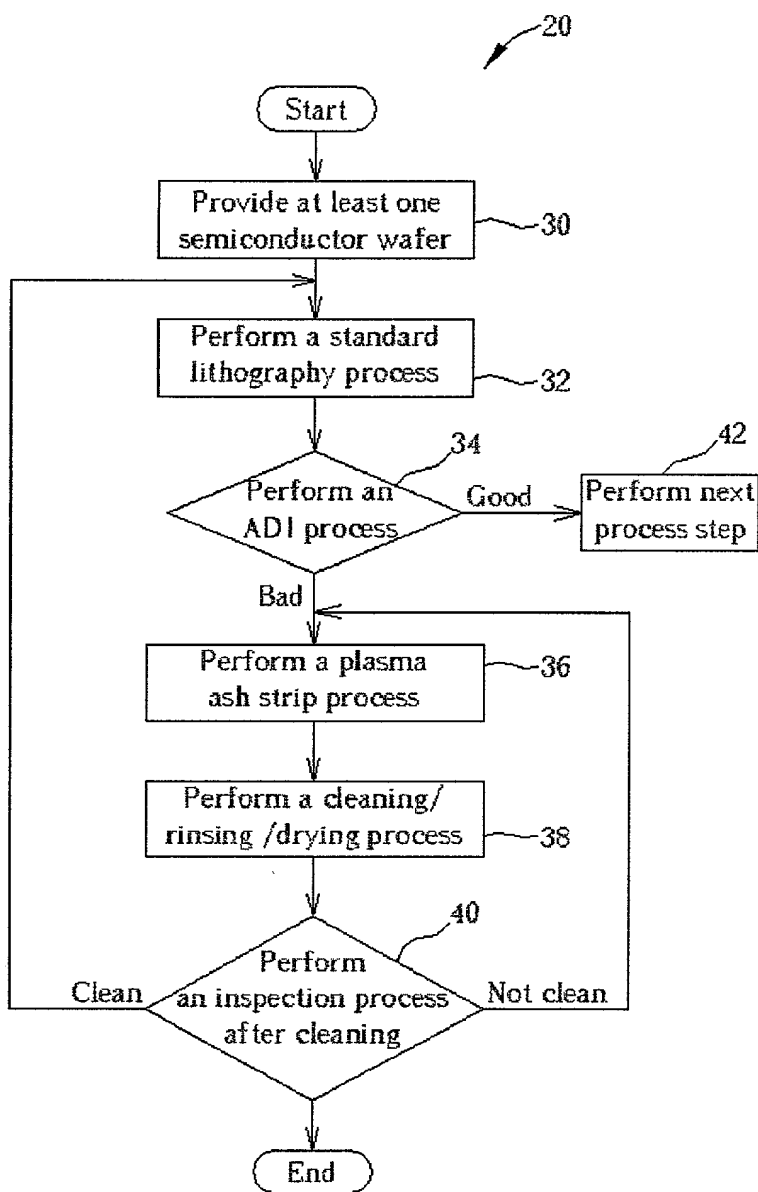 20
Start
Provide at least one
semiconductor wafer
30
Perform a standard
lithography process
32
34
42
Perform an
ADI process
Good
Perform next
process step
Bad
Perform a plasma
ash strip process
36
Perform a cleaning/
rinsing /drying process
38
40
Perform
an inspection process
after cleaning
Clean
Not clean
End